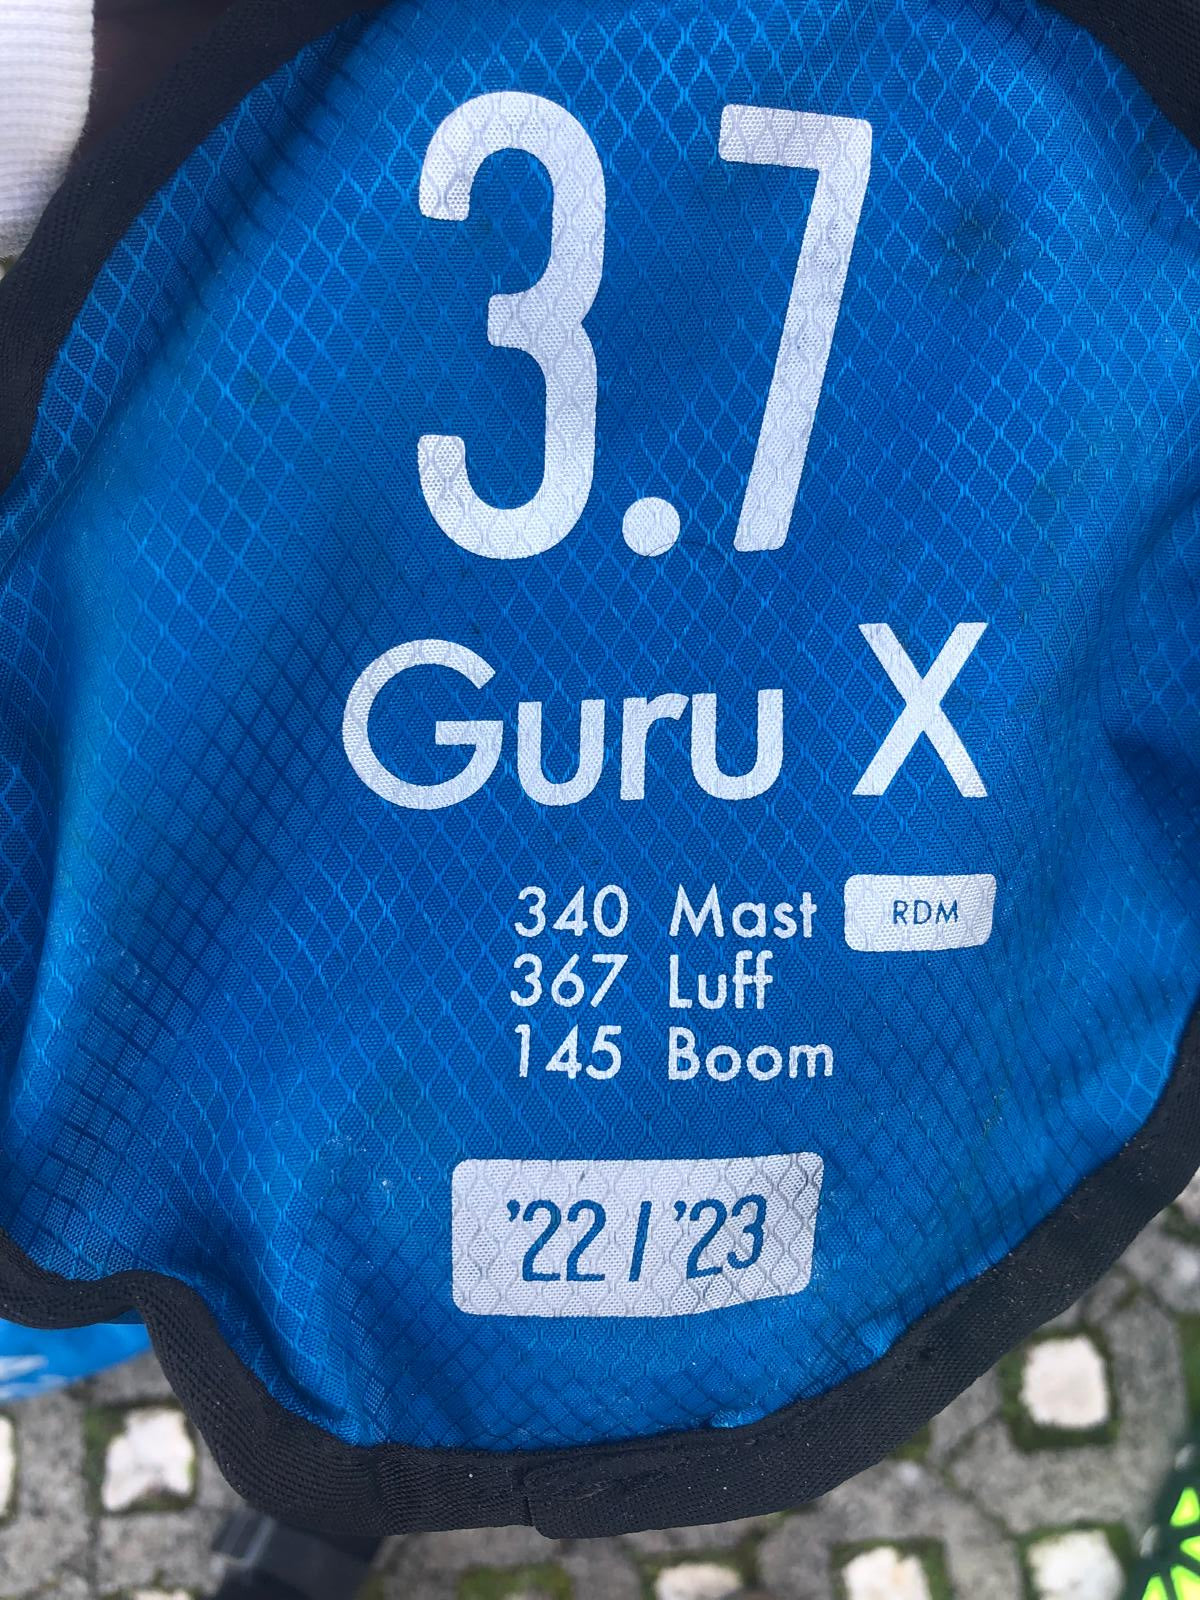 3.7
Guru X
340 Mast RDM
367 Luff
145 Boom
'22 / '23